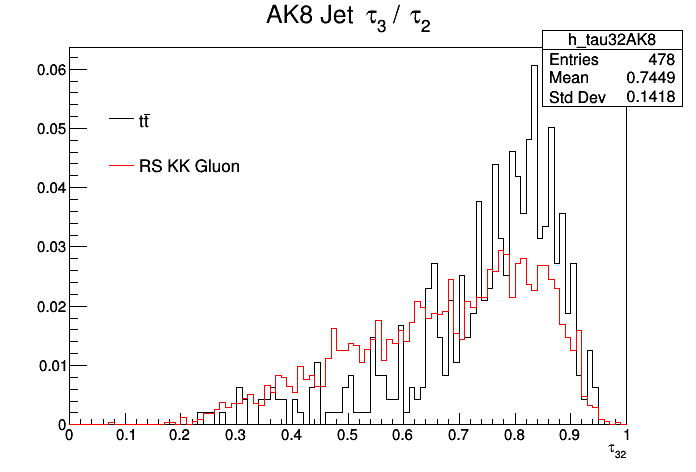 AK8 Jet τ3 / τ2
h_tau32AK8
Entries 478
Mean 0.7449
Std Dev 0.1418
tt̄
RS KK Gluon
0.06
0.05
0.04
0.03
0.02
0.01
0
0 0.1 0.2 0.3 0.4 0.5 0.6 0.7 0.8 0.9 1
τ32